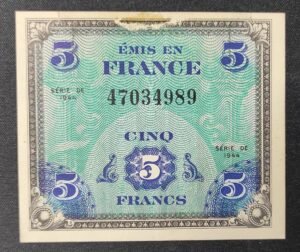 5 ÉMIS EN 5
FRANCE
SÉRIE DE 1944 47034989 SÉRIE DE 1944
CINQ
5 5 5
FRANCS